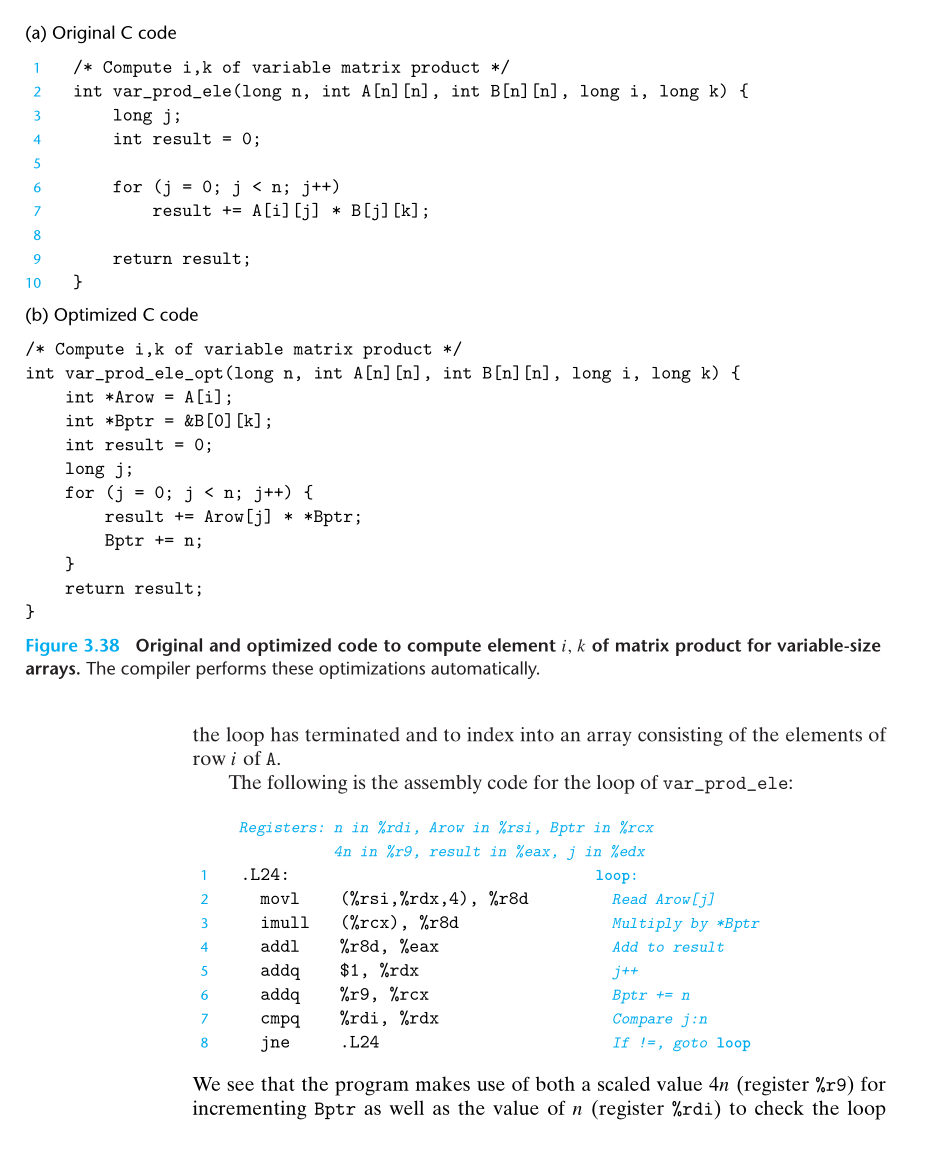 (a) Original C code
1 /* Compute i,k of variable matrix product */
2 int var_prod_ele(long n, int A[n][n], int B[n][n], long i, long k) {
3 long j;
4 int result = 0;
5
6 for (j = 0; j < n; j++)
7 result += A[i][j] * B[j][k];
8
9 return result;
10 }
(b) Optimized C code
/* Compute i,k of variable matrix product */
int var_prod_ele_opt(long n, int A[n][n], int B[n][n], long i, long k) {
int *Arow = A[i];
int *Bptr = &B[0][k];
int result = 0;
long j;
for (j = 0; j < n; j++) {
result += Arow[j] * *Bptr;
Bptr += n;
}
return result;
}
Figure 3.38 Original and optimized code to compute element i, k of matrix product for variable-size
arrays. The compiler performs these optimizations automatically.
the loop has terminated and to index into an array consisting of the elements of
row i of A.
The following is the assembly code for the loop of var_prod_ele:
Registers: n in %rdi, Arow in %rsi, Bptr in %rcx
4n in %r9, result in %eax, j in %edx
1 .L24: loop:
2 movl (%rsi,%rdx,4), %r8d Read Arow[j]
3 imull (%rcx), %r8d Multiply by *Bptr
4 addl %r8d, %eax Add to result
5 addq $1, %rdx j++
6 addq %r9, %rcx Bptr += n
7 cmpq %rdi, %rdx Compare j:n
8 jne .L24 If !=, goto loop
We see that the program makes use of both a scaled value 4n (register %r9) for
incrementing Bptr as well as the value of n (register %rdi) to check the loop